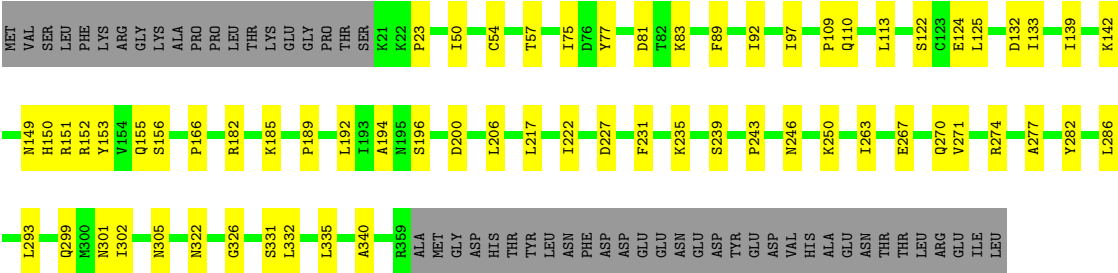 MET VAL SER LEU PHE LYS ARG GLY LYS ALA PRO PRO LEU THR LYS GLU GLY PRO THR SER K21 K22 P23 I50 C54 T57 I75 D76 Y77 D81 T82 K83 F89 I92 I97 P109 Q110 L113 S122 C123 E124 L125 D132 I133 I139 K142
N149 H150 R151 R152 Y153 V154 Q155 S156 P166 R182 K185 P189 L192 I193 A194 N195 S196 D200 L206 L217 I222 D227 F231 K235 S239 P243 N246 K250 I263 E267 Q270 V271 R274 A277 Y282 L286
L293 Q299 M300 N301 I302 N305 N322 G326 S331 L332 L335 A340 R359 ALA MET GLY ASP HIS THR TYR LEU ASN PHE ASP ASP GLU GLU ASN GLU ASP TYR GLU ASP VAL HIS ALA GLU ASN THR THR LEU ARG GLU ILE LEU